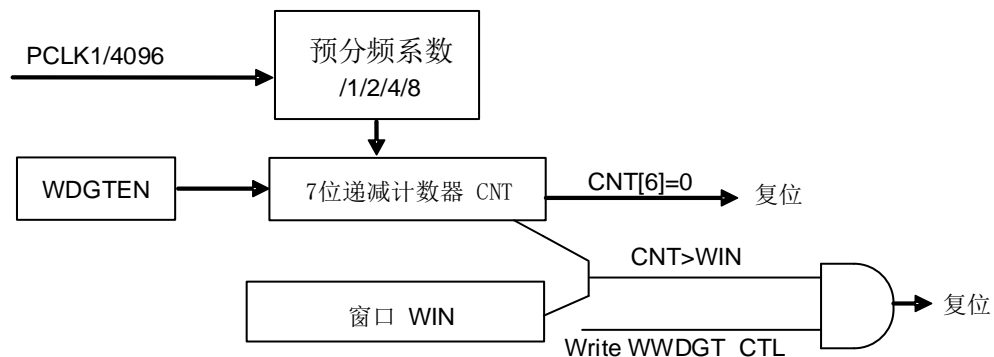 PCLK1/4096
预分频系数
/1/2/4/8
WDGTEN
7位递减计数器 CNT
CNT[6]=0
复位
CNT>WIN
窗口 WIN
复位
Write WWDGT_CTL